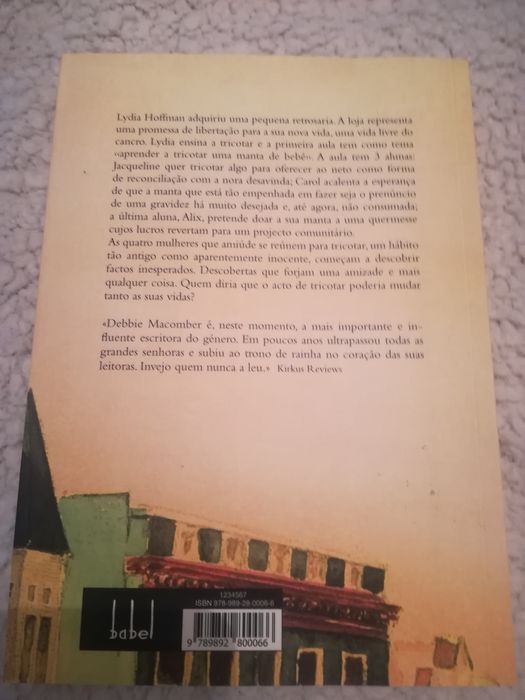 Lydia Hoffman adquiriu uma pequena retrosaria. A loja representa
uma promessa de libertação para a sua nova vida, uma vida livre do
cancro. Lydia ensina a tricotar e a primeira aula tem como tema
«aprender a tricotar uma manta de bebé». A aula tem 3 alunas:
Jacqueline quer tricotar algo para oferecer ao neto como forma
de reconciliação com a nora desavinda; Carol acalenta a esperança
de que a manta que está tão empenhada em fazer seja o prenúncio
de uma gravidez há muito desejada e, até agora, não consumada;
a última aluna, Alix, pretende doar a sua manta a uma quermesse
cujos lucros revertam para um projecto comunitário.
As quatro mulheres que amiúde se reúnem para tricotar, um hábito
tão antigo como aparentemente inocente, começam a descobrir
factos inesperados. Descobertas que forjam uma amizade e mais
qualquer coisa. Quem diria que o acto de tricotar poderia mudar
tanto as suas vidas?
«Debbie Macomber é, neste momento, a mais importante e in-
fluente escritora do género. Em poucos anos ultrapassou todas as
grandes senhoras e subiu ao trono de rainha no coração das suas
leitoras. Invejo quem nunca a leu.» Kirkus Reviews
1234567
ISBN 978-989-28-0006-6
babel
9 789892 800066